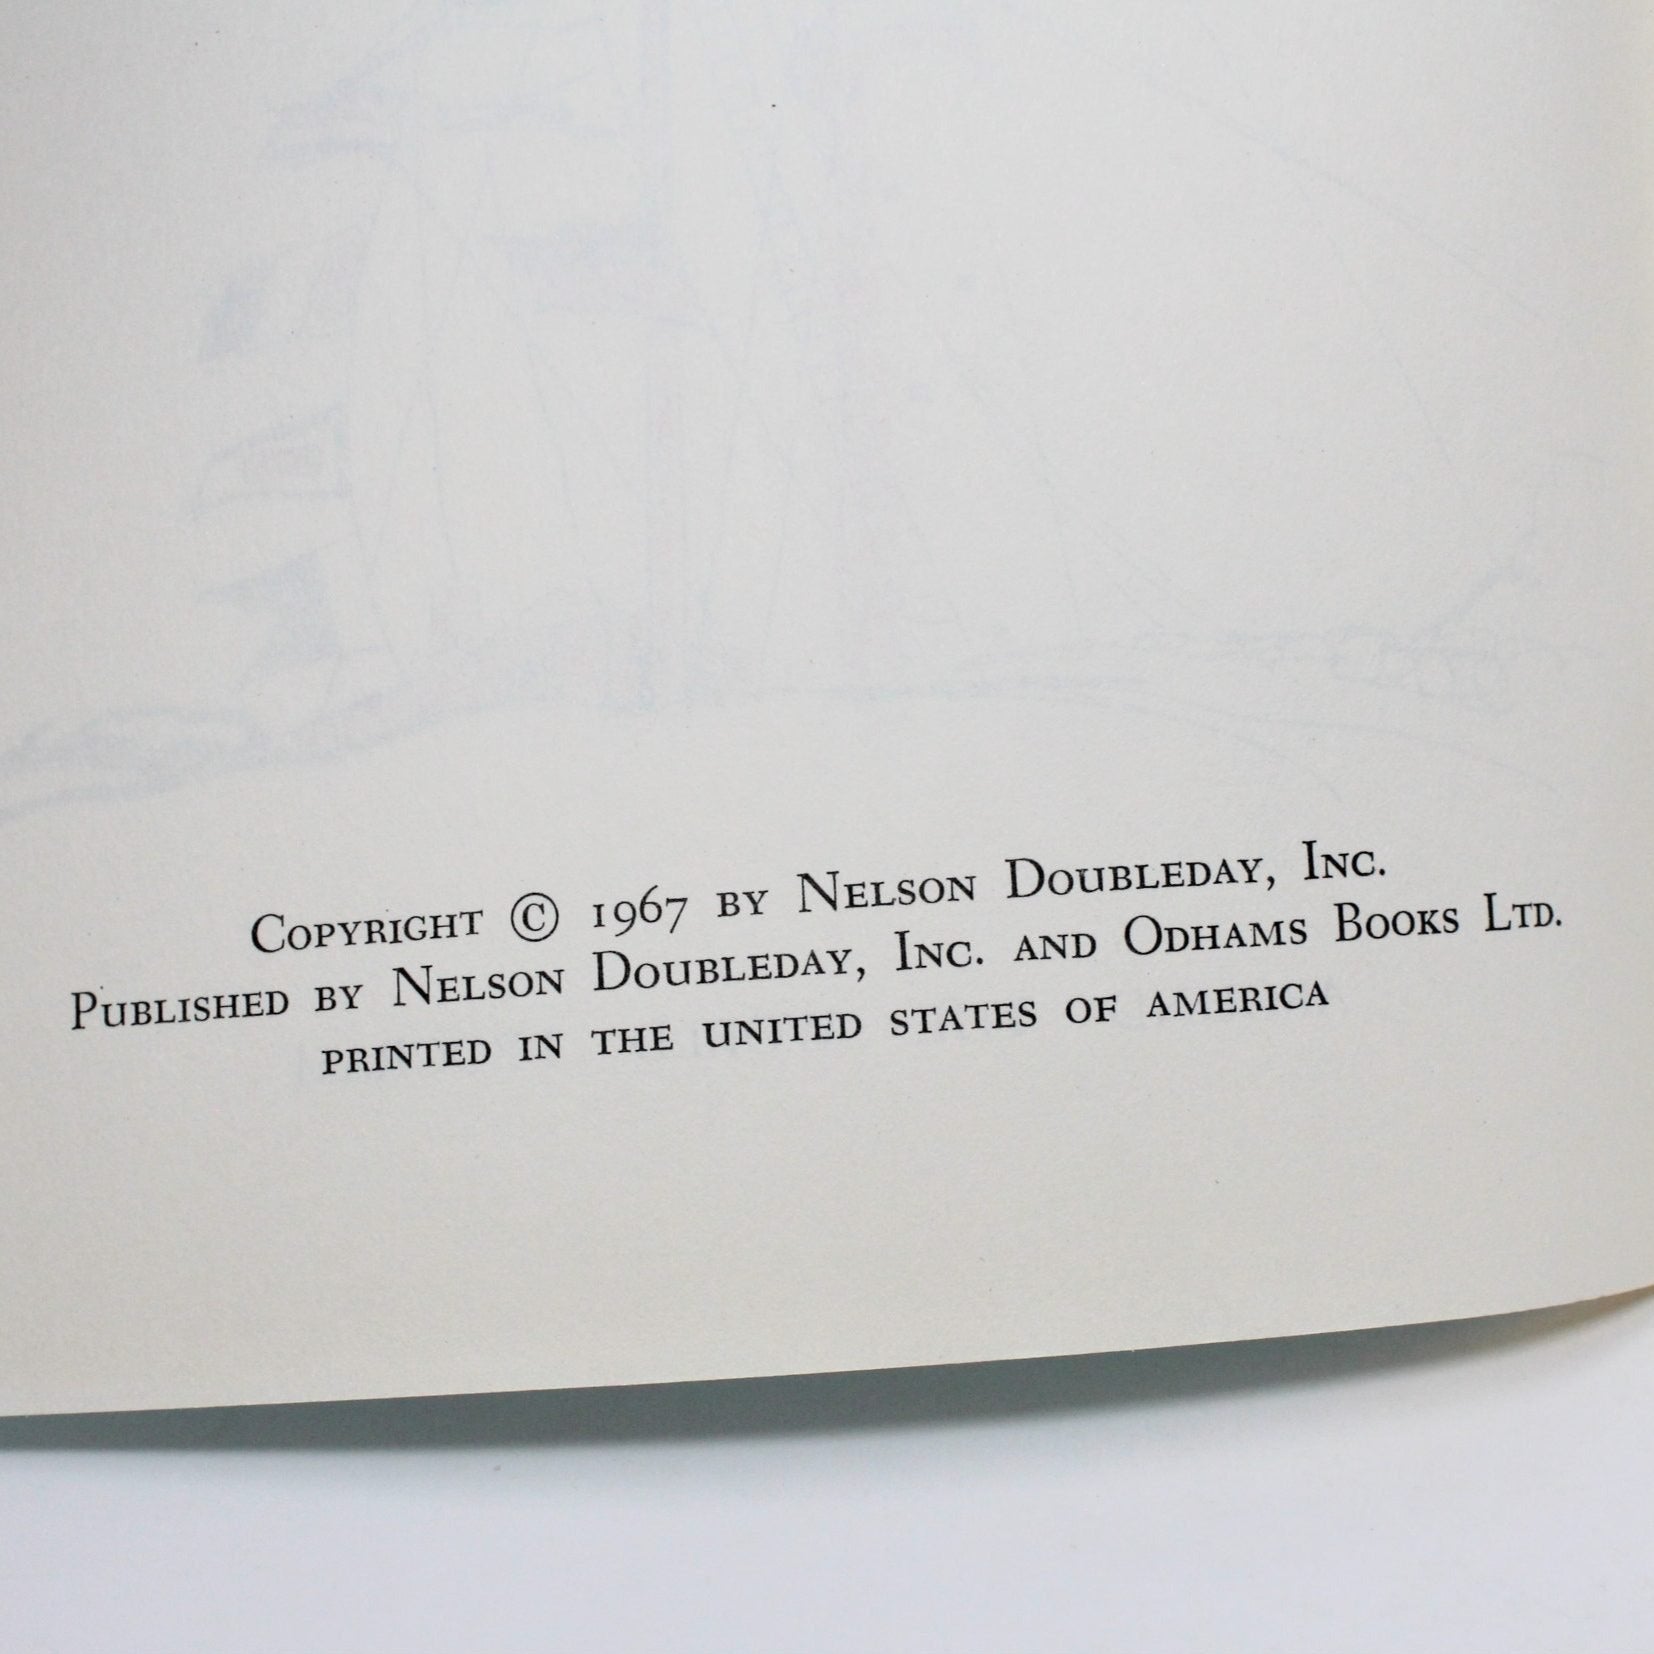 Copyright © 1967 by Nelson Doubleday, Inc.
Published by Nelson Doubleday, Inc. and Odhams Books Ltd.
PRINTED IN THE UNITED STATES OF AMERICA